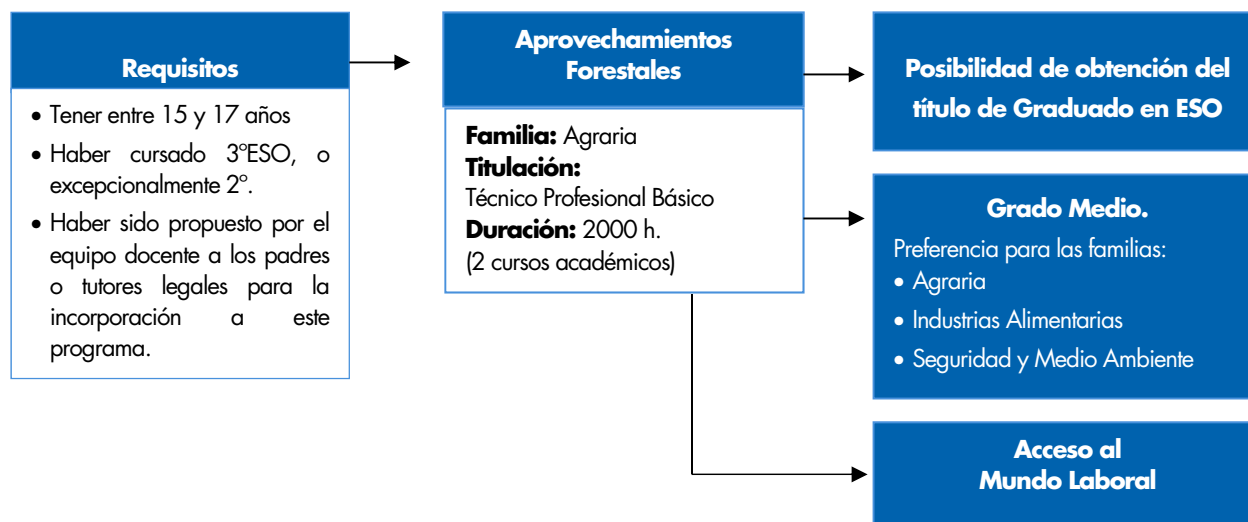 Requisitos
• Tener entre 15 y 17 años
• Haber cursado 3ºESO, o
excepcionalmente 2º.
• Haber sido propuesto por el
equipo docente a los padres
o tutores legales para la
incorporación a este
programa.
Aprovechamientos
Forestales
Familia: Agraria
Titulación:
Técnico Profesional Básico
Duración: 2000 h.
(2 cursos académicos)
Posibilidad de obtención del
título de Graduado en ESO
Grado Medio.
Preferencia para las familias:
• Agraria
• Industrias Alimentarias
• Seguridad y Medio Ambiente
Acceso al
Mundo Laboral